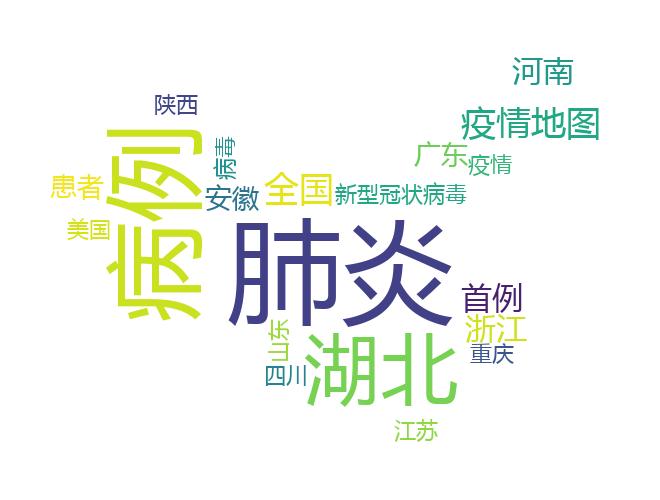 河南
陕西
疫情地图
病例
病毒
广东
疫情
患者
安徽
全国
新型冠状病毒
美国
肺炎
首例
浙江
山东
湖北
重庆
四川
江苏